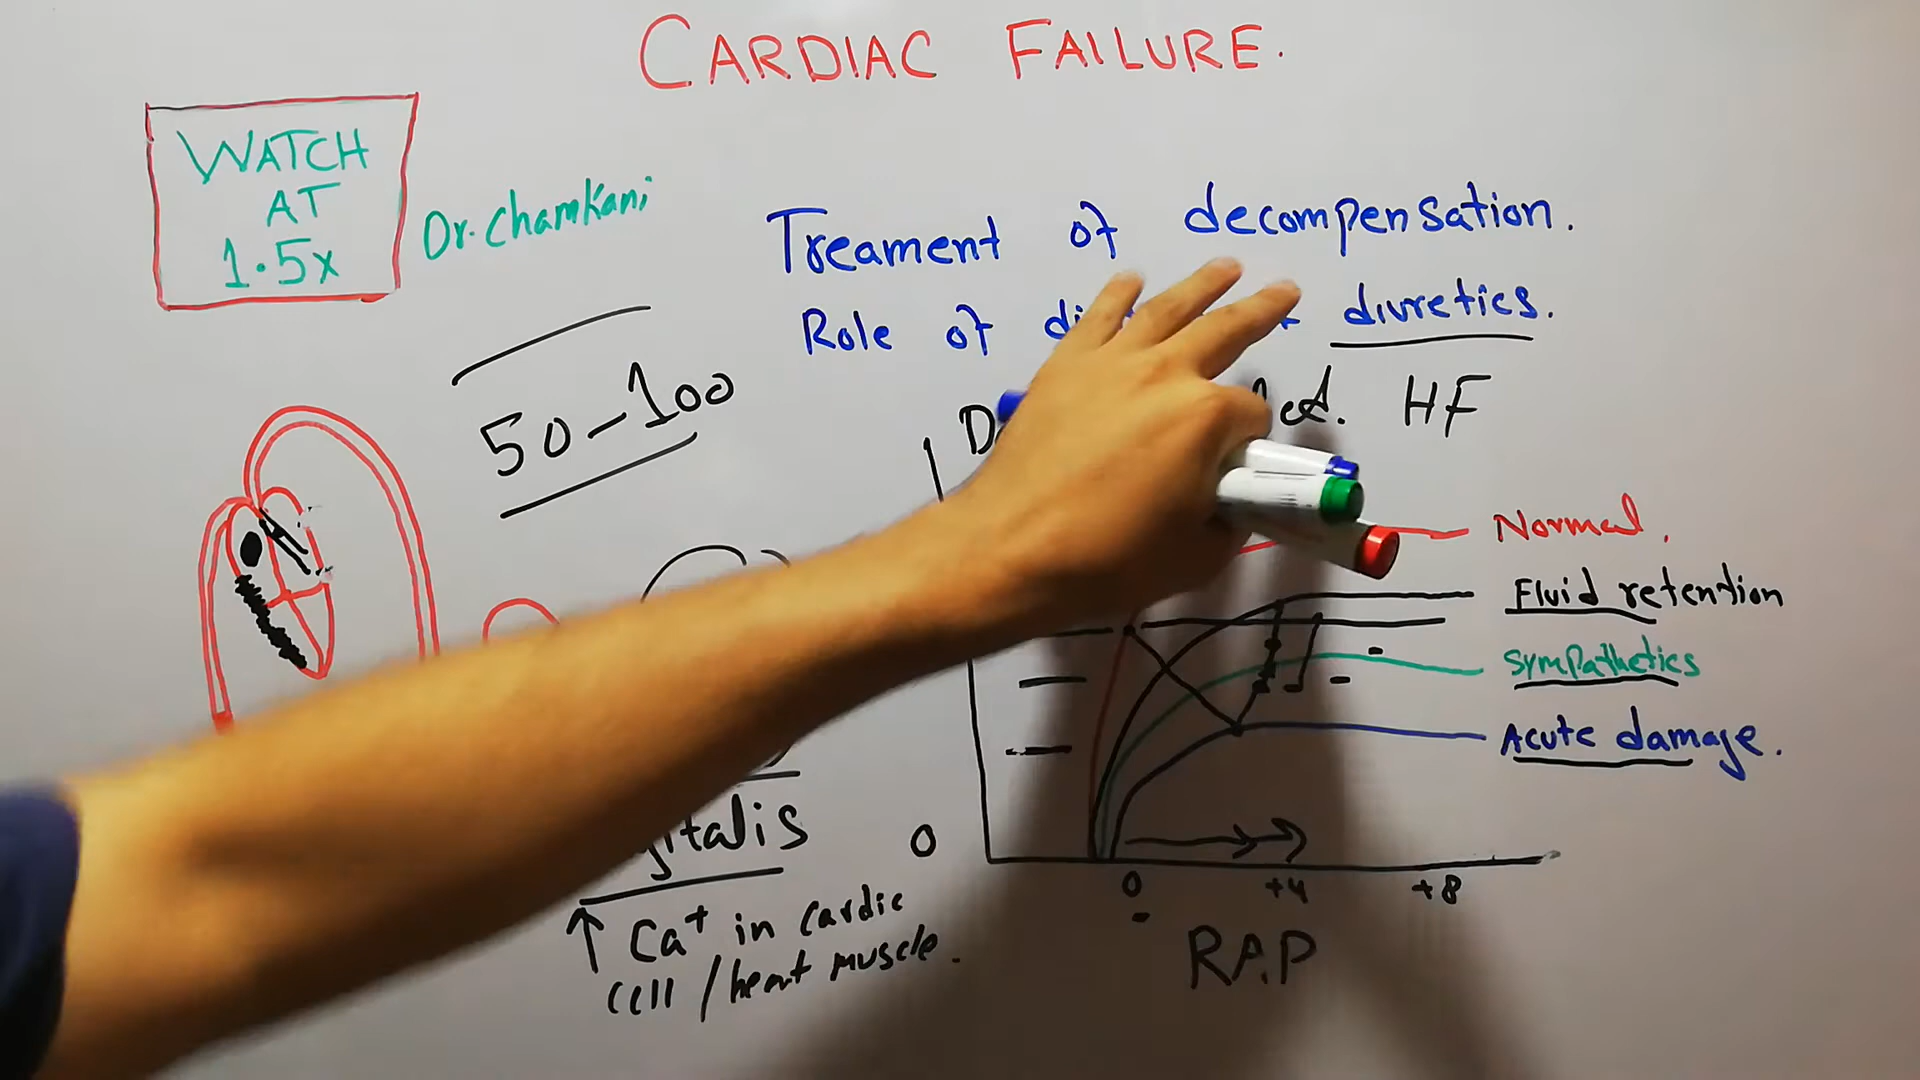 CARDIAC FAILURE.
WATCH
AT
1.5x
Dr. Chamkani
Treament of decompensation.
Role of diuretics.
HF
50-100
Normal.
Fluid retention
Sympathetics
Acute damage.
0
0 +4 +8
RAP
↑ Ca+ in cardic
cell / heart muscle.